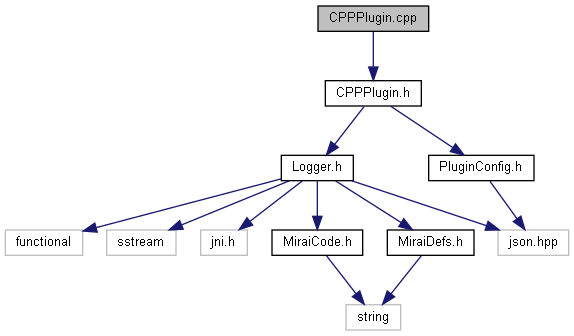 CPPPlugin.cpp
CPPPlugin.h
Logger.h
PluginConfig.h
functional
sstream
jni.h
MiraiCode.h
MiraiDefs.h
json.hpp
string